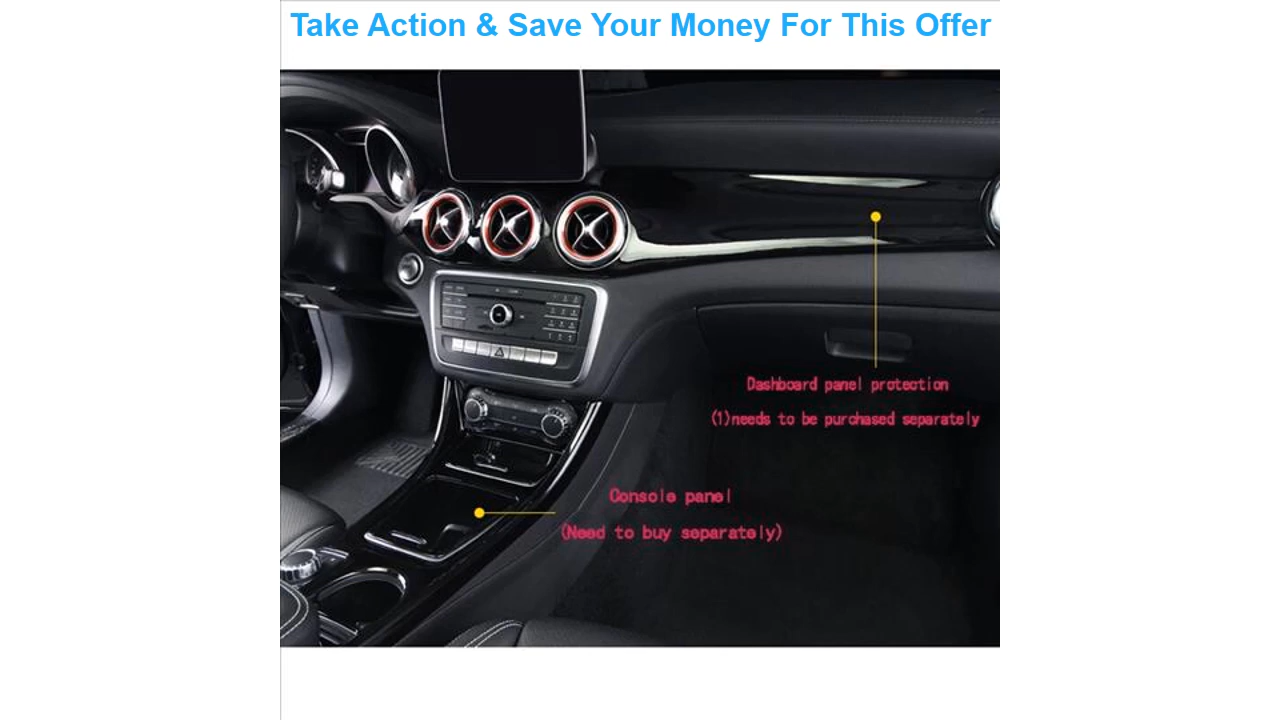 Take Action & Save Your Money For This Offer
Dashboard panel protection
(1)needs to be purchased separately
Console panel
(Need to buy separately)